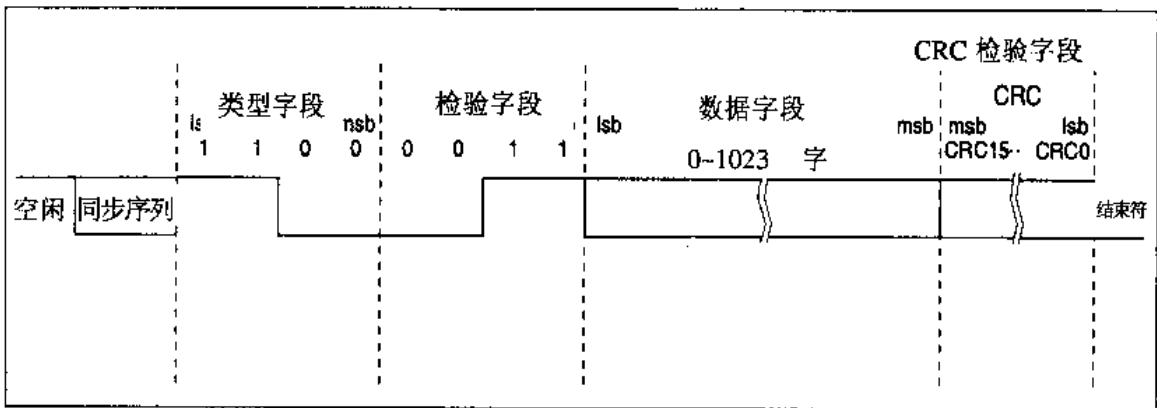 CRC 检验字段
类型字段
检验字段
数据字段
CRC
nsb
lsb
msb
msb
lsb
1 1 0 0
0 0 1 1
0~1023 字
CRC15·· CRC0
空闲
同步序列
结束符